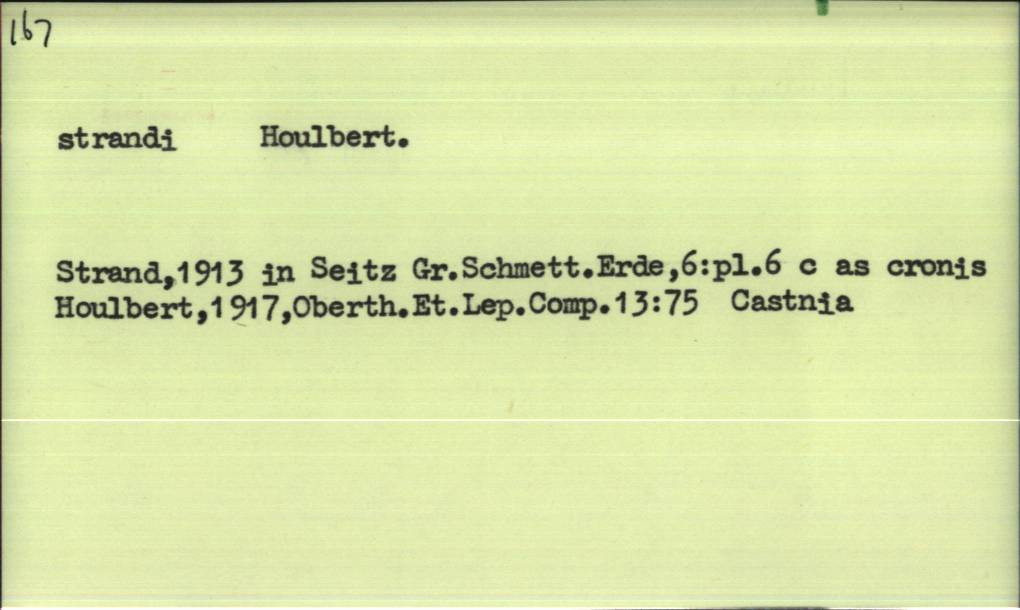 167
strandi Houlbert.
Strand,1913 in Seitz Gr.Schmett.Erde,6:pl.6 c as cronis
Houlbert,1917,Oberth.Et.Lep.Comp.13:75 Castnia